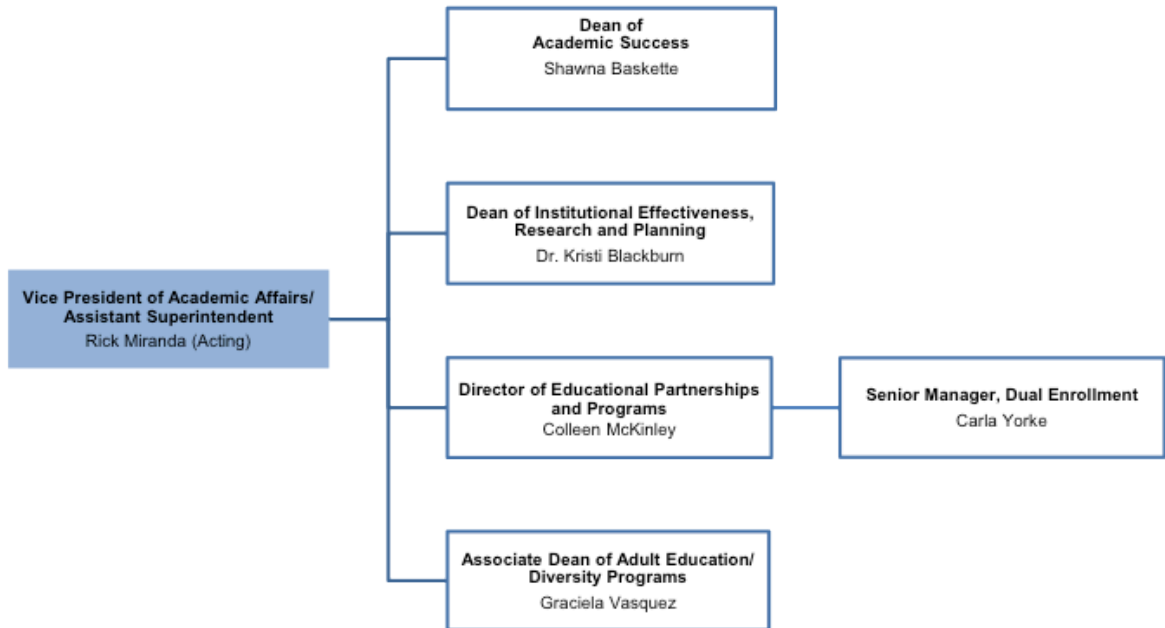 Dean of
Academic Success
Shawna Baskette
Dean of Institutional Effectiveness,
Research and Planning
Dr. Kristi Blackburn
Vice President of Academic Affairs/
Assistant Superintendent
Rick Miranda (Acting)
Director of Educational Partnerships
and Programs
Colleen McKinley
Senior Manager, Dual Enrollment
Carla Yorke
Associate Dean of Adult Education/
Diversity Programs
Graciela Vasquez